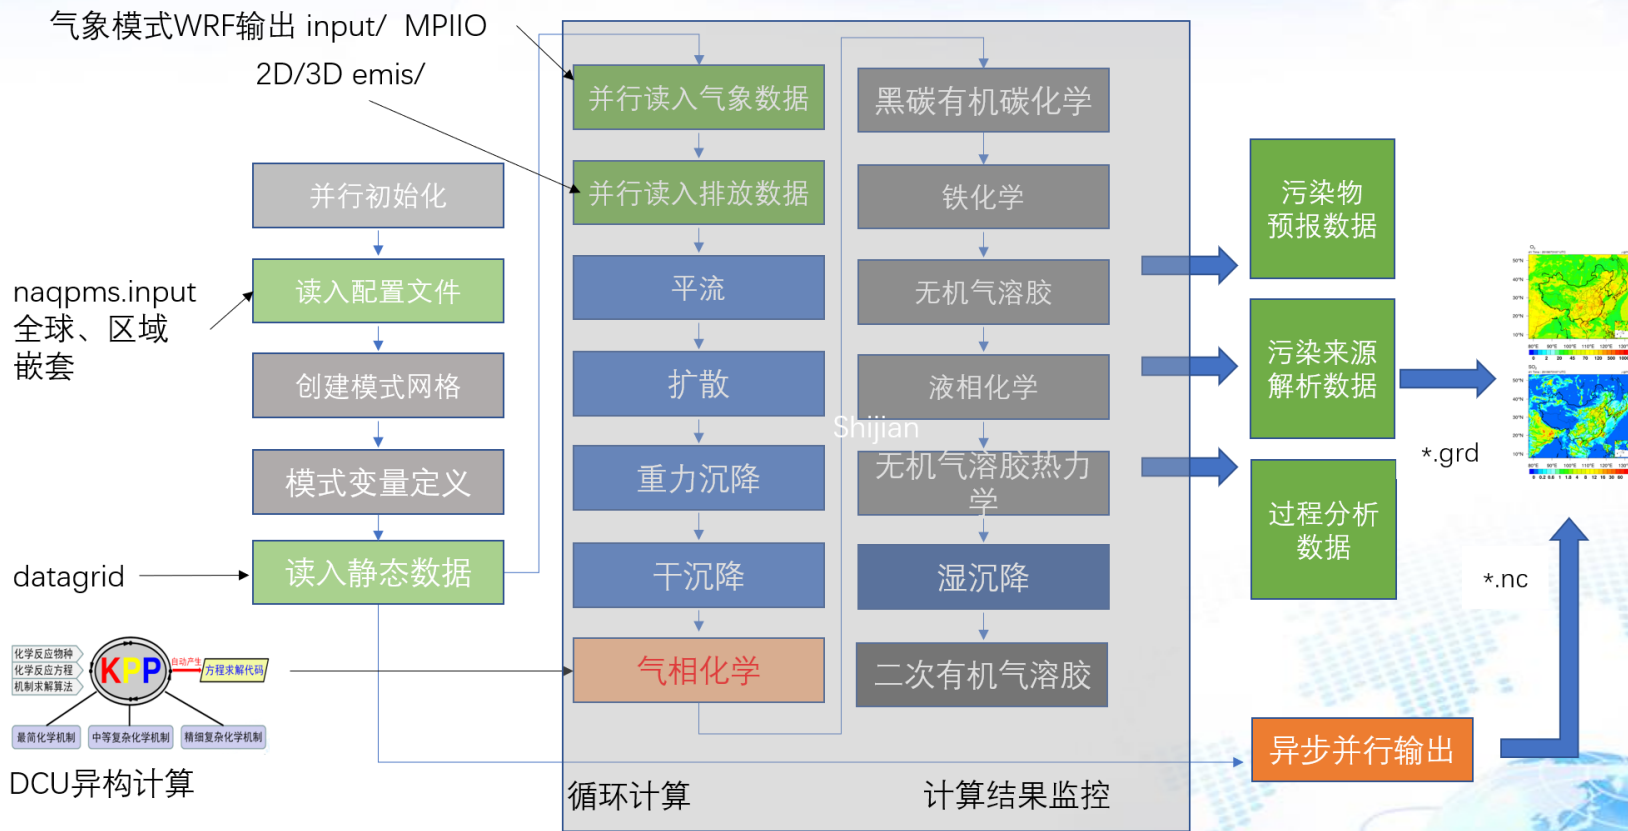 气象模式WRF输出 input/ MPIIO
2D/3D emis/
并行初始化
naqpms.input
全球、区域
嵌套
读入配置文件
创建模式网格
模式变量定义
datagrid
读入静态数据
化学反应物种
化学反应方程
机制求解算法
KPP
自动产生
方程求解代码
最简化学机制
中等复杂化学机制
精细复杂化学机制
DCU异构计算
并行读入气象数据
并行读入排放数据
平流
扩散
重力沉降
干沉降
气相化学
循环计算
黑碳有机碳化学
铁化学
无机气溶胶
液相化学
Shijian
无机气溶胶热力
学
湿沉降
二次有机气溶胶
计算结果监控
污染物
预报数据
污染来源
解析数据
过程分析
数据
异步并行输出
*.grd
*.nc